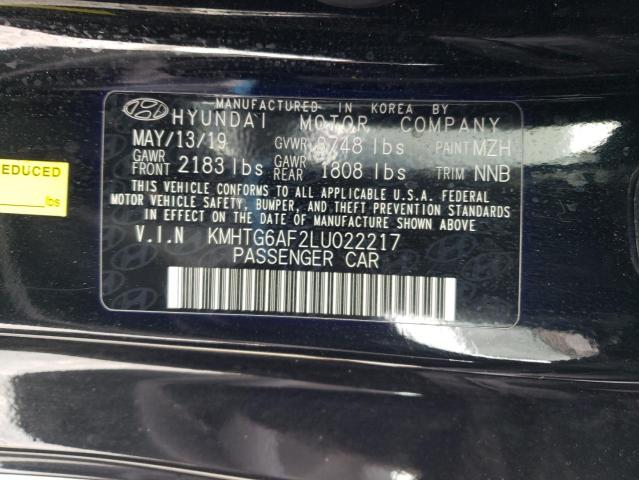 MANUFACTURED IN KOREA BY
HYUNDAI MOTOR COMPANY
MAY/13/19 GVWR 3748 lbs PAINT MZH
GAWR FRONT 2183 lbs GAWR REAR 1808 lbs TRIM NNB
THIS VEHICLE CONFORMS TO ALL APPLICABLE U.S.A. FEDERAL
MOTOR VEHICLE SAFETY, BUMPER, AND THEFT PREVENTION STANDARDS
IN EFFECT ON THE DATE OF MANUFACTURE SHOWN ABOVE
V.I.N KMHTG6AF2LU022217
PASSENGER CAR
EDUCED
lbs